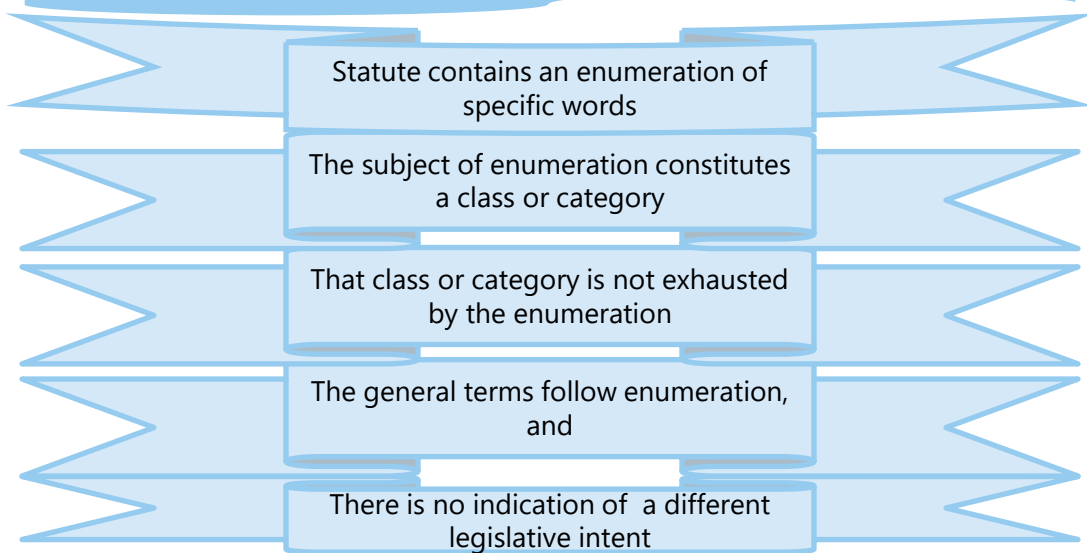 Statute contains an enumeration of
specific words
The subject of enumeration constitutes
a class or category
That class or category is not exhausted
by the enumeration
The general terms follow enumeration,
and
There is no indication of  a different
legislative intent